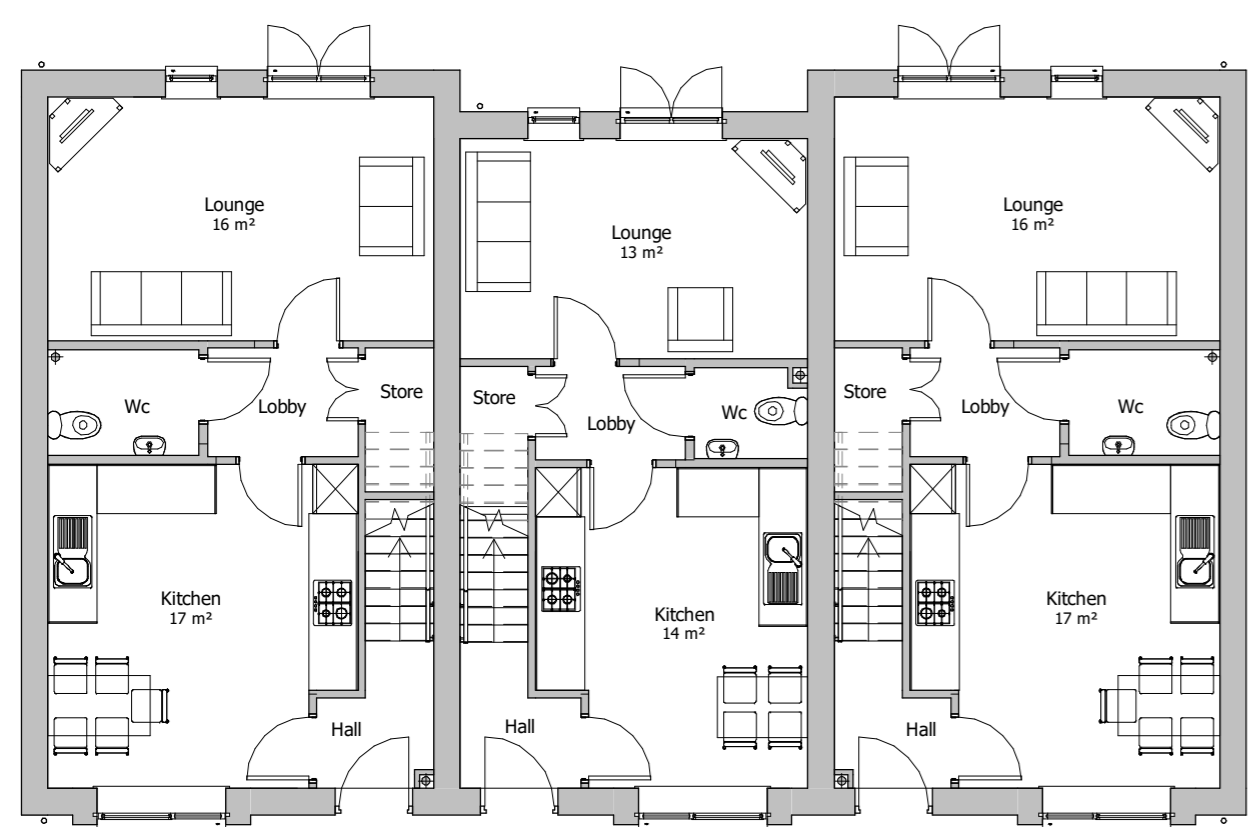 Lounge
16 m²
Wc
Lobby
Store
Kitchen
17 m²
Hall
Lounge
13 m²
Store
Lobby
Wc
Kitchen
14 m²
Hall
Lounge
16 m²
Store
Lobby
Wc
Kitchen
17 m²
Hall